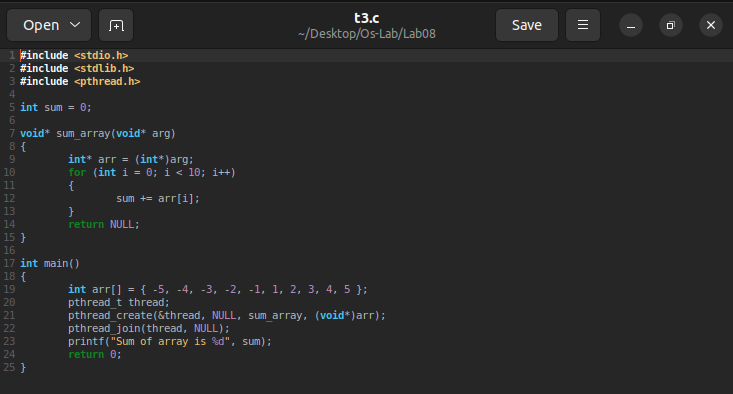 Open
t3.c
~/Desktop/Os-Lab/Lab08
Save
1 #include <stdio.h>
2 #include <stdlib.h>
3 #include <pthread.h>
4
5 int sum = 0;
6
7 void* sum_array(void* arg)
8 {
9         int* arr = (int*)arg;
10         for (int i = 0; i < 10; i++)
11         {
12                 sum += arr[i];
13         }
14         return NULL;
15 }
16
17 int main()
18 {
19         int arr[] = { -5, -4, -3, -2, -1, 1, 2, 3, 4, 5 };
20         pthread_t thread;
21         pthread_create(&thread, NULL, sum_array, (void*)arr);
22         pthread_join(thread, NULL);
23         printf("Sum of array is %d", sum);
24         return 0;
25 }